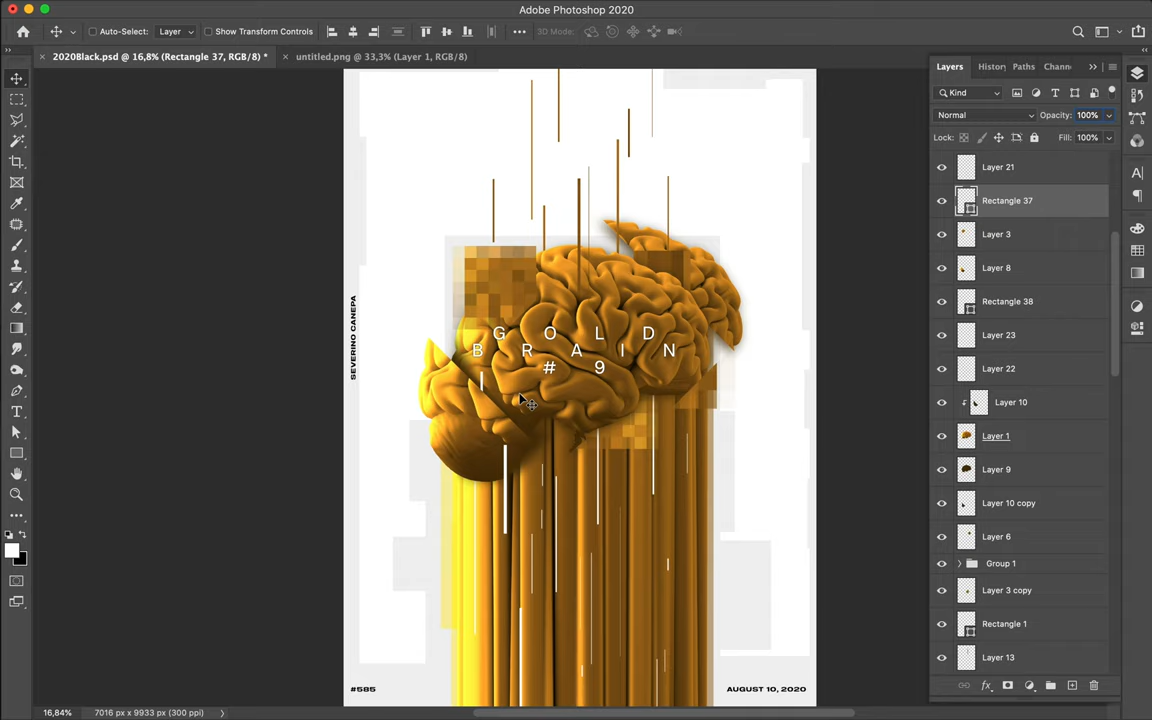 Adobe Photoshop 2020
Auto-Select: Layer Show Transform Controls 3D Mode:
2020Black.psd @ 16,8% (Rectangle 37, RGB/8) * untitled.png @ 33,3% (Layer 1, RGB/8)
Layers Histor Paths Chann
Kind
Normal Opacity: 100%
Lock: Fill: 100%
Layer 21
Rectangle 37
Layer 3
Layer 8
Rectangle 38
Layer 23
Layer 22
Layer 10
Layer 1
Layer 9
Layer 10 copy
Layer 6
Group 1
Layer 3 copy
Rectangle 1
Layer 13
SEVERINO CANEPA
G O L D
B R A I N
# 9
#585 AUGUST 10, 2020
16,84% 7016 px x 9933 px (300 ppi)